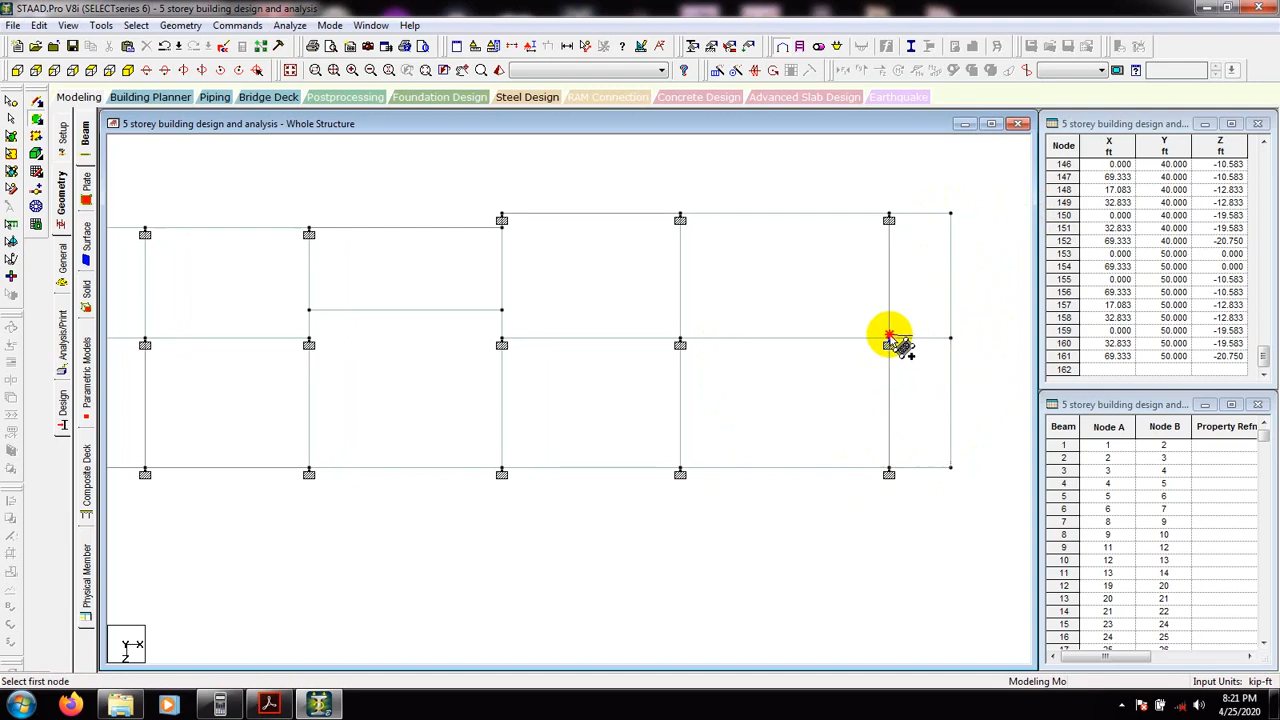 STAAD.Pro V8i (SELECTseries 6) - 5 storey building design and analysis
File Edit View Tools Select Geometry Commands Analyze Mode Window Help
Modeling Building Planner Piping Bridge Deck Postprocessing Foundation Design Steel Design RAM Connection Concrete Design Advanced Slab Design Earthquake
Setup
Geometry
General
Analysis/Print
Design
Beam
Plate
Surface
Solid
Parametric Models
Composite Deck
Physical Member
5 storey building design and analysis - Whole Structure
Y X
Z
5 storey building design and...
Node X ft Y ft Z ft
146 0.000 40.000 -10.583
147 69.333 40.000 -10.583
148 17.083 40.000 -12.833
149 32.833 40.000 -12.833
150 0.000 40.000 -19.583
151 32.833 40.000 -19.583
152 69.333 40.000 -20.750
153 0.000 50.000 0.000
154 69.333 50.000 0.000
155 0.000 50.000 -10.583
156 69.333 50.000 -10.583
157 17.083 50.000 -12.833
158 32.833 50.000 -12.833
159 0.000 50.000 -19.583
160 32.833 50.000 -19.583
161 69.333 50.000 -20.750
162
5 storey building design and...
Beam Node A Node B Property Refn
1 1 2
2 2 3
3 3 4
4 4 5
5 5 6
6 6 7
7 8 9
8 9 10
9 11 12
10 12 13
11 13 14
12 19 20
13 20 21
14 21 22
15 23 24
16 24 25
Select first node
Modeling Mo
Input Units: kip-ft
8:21 PM
4/25/2020